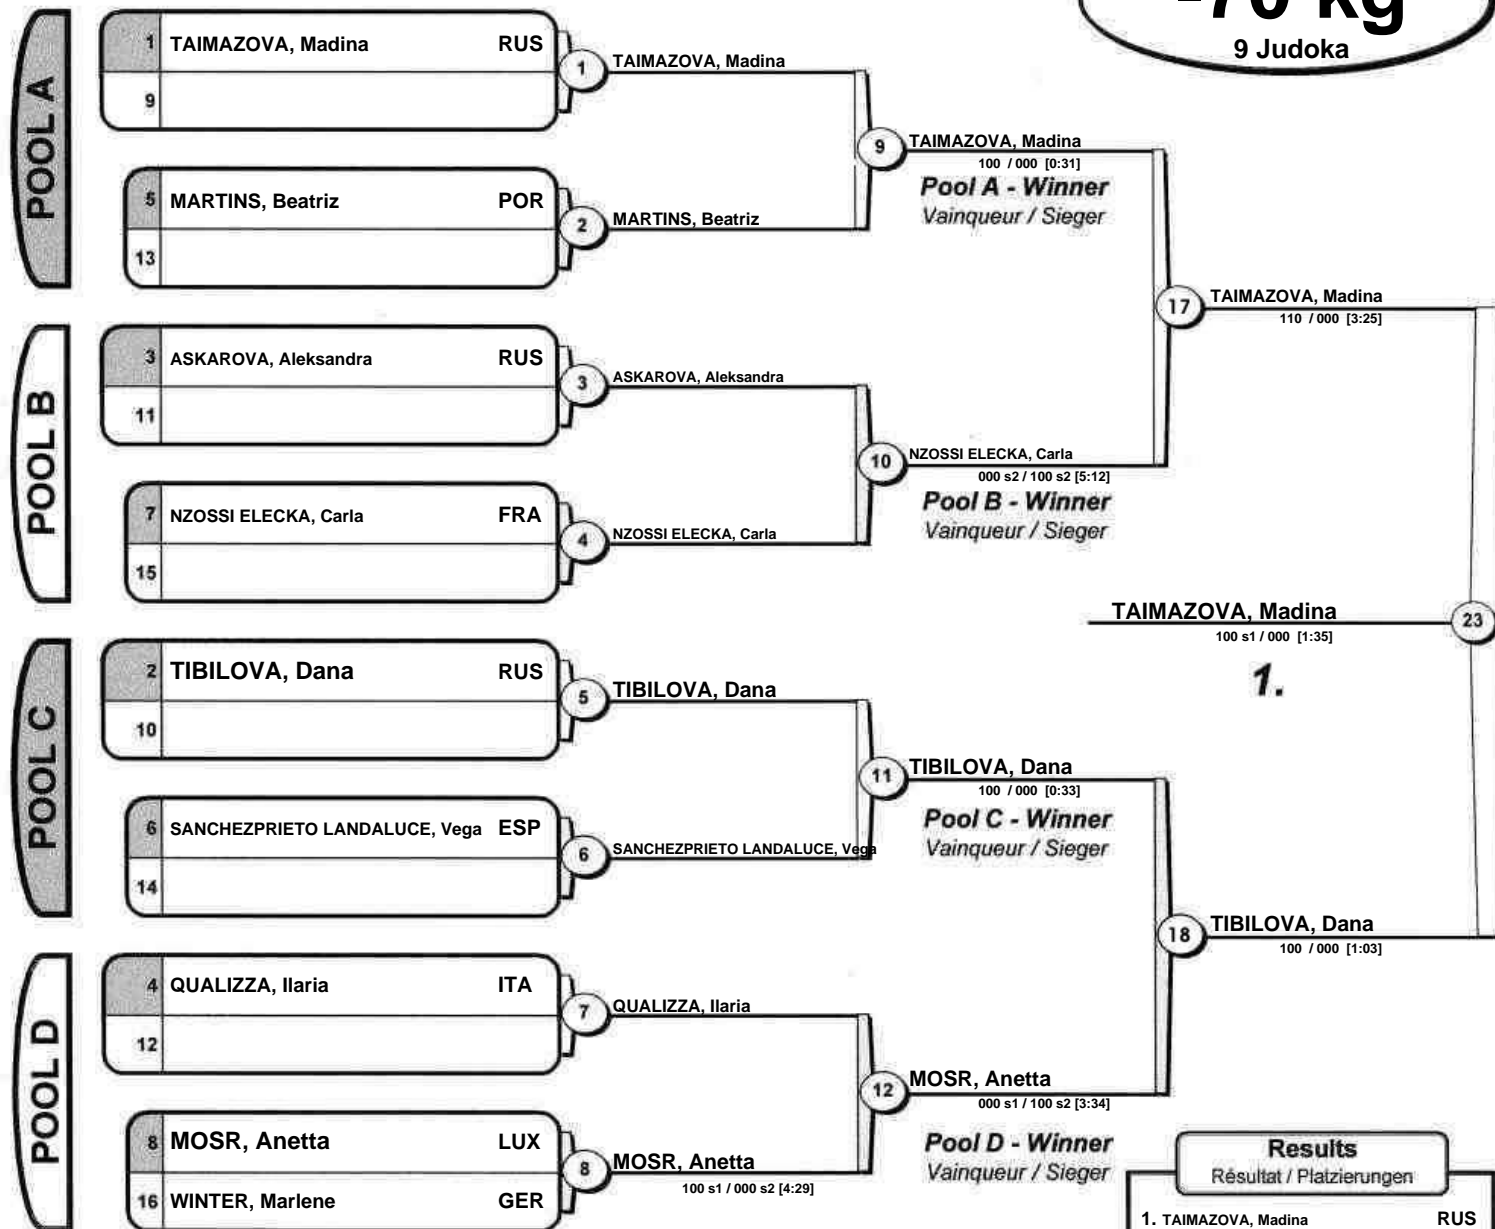 -70 kg
9 Judoka
POOL A
1 TAIMAZOVA, Madina RUS
9
5 MARTINS, Beatriz POR
13
1 TAIMAZOVA, Madina
2 MARTINS, Beatriz
9 TAIMAZOVA, Madina
100 / 000 [0:31]
Pool A - Winner
Vainqueur / Sieger
POOL B
3 ASKAROVA, Aleksandra RUS
11
7 NZOSSI ELECKA, Carla FRA
15
3 ASKAROVA, Aleksandra
4 NZOSSI ELECKA, Carla
10 NZOSSI ELECKA, Carla
000 s2 / 100 s2 [5:12]
Pool B - Winner
Vainqueur / Sieger
17 TAIMAZOVA, Madina
110 / 000 [3:25]
TAIMAZOVA, Madina 23
100 s1 / 000 [1:35]
1.
POOL C
2 TIBILOVA, Dana RUS
10
6 SANCHEZPRIETO LANDALUCE, Vega ESP
14
5 TIBILOVA, Dana
6 SANCHEZPRIETO LANDALUCE, Vega
11 TIBILOVA, Dana
100 / 000 [0:33]
Pool C - Winner
Vainqueur / Sieger
POOL D
4 QUALIZZA, Ilaria ITA
12
8 MOSR, Anetta LUX
16 WINTER, Marlene GER
7 QUALIZZA, Ilaria
8 MOSR, Anetta
100 s1 / 000 s2 [4:29]
12 MOSR, Anetta
000 s1 / 100 s2 [3:34]
Pool D - Winner
Vainqueur / Sieger
18 TIBILOVA, Dana
100 / 000 [1:03]
Results
Résultat / Platzierungen
1. TAIMAZOVA, Madina RUS